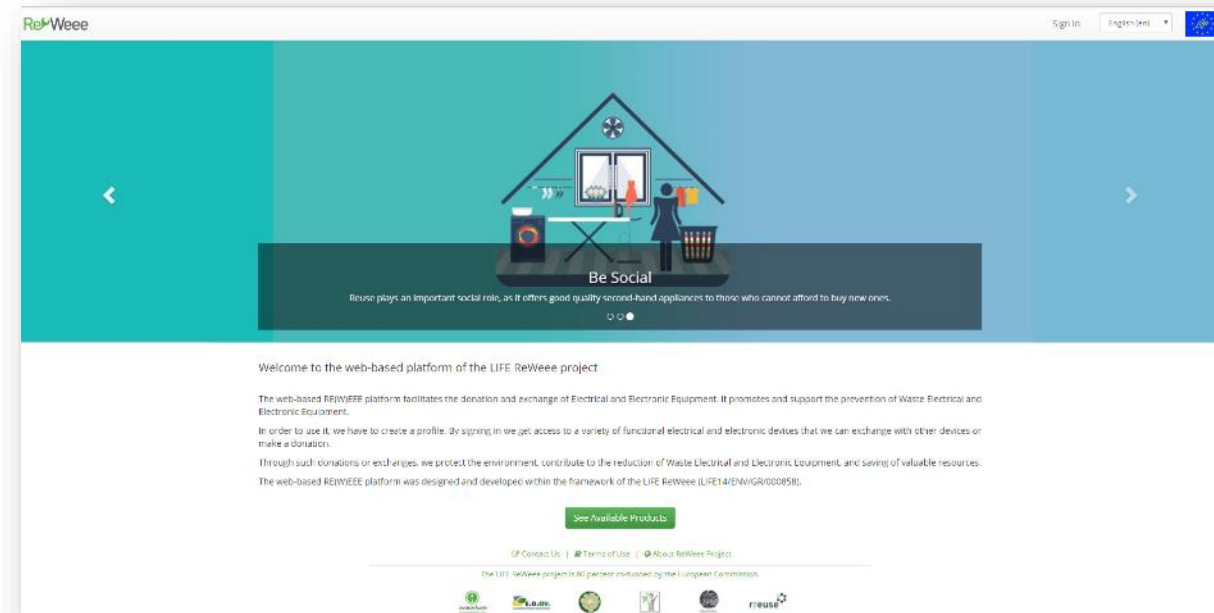 Re Weee
Sign in English (en)
Be Social
Reuse plays an important social role, as it offers good quality second-hand appliances to those who cannot afford to buy new ones.
Welcome to the web-based platform of the LIFE ReWeee project
The web-based RE(W)EEE platform facilitates the donation and exchange of Electrical and Electronic Equipment. It promotes and support the prevention of Waste Electrical and
Electronic Equipment.
In order to use it, we have to create a profile. By signing in we get access to a variety of functional electrical and electronic devices that we can exchange with other devices or
make a donation.
Through such donations or exchanges, we protect the environment, contribute to the reduction of Waste Electrical and Electronic Equipment, and saving of valuable resources.
The web-based RE(W)EEE platform was designed and developed within the framework of the LIFE ReWeee (LIFE14/ENV/GR/000858).
See Available Products
Contact Us | Terms of Use | About ReWeee Project
The LIFE ReWeee project is 60 percent co-funded by the European Commission.
rreuse